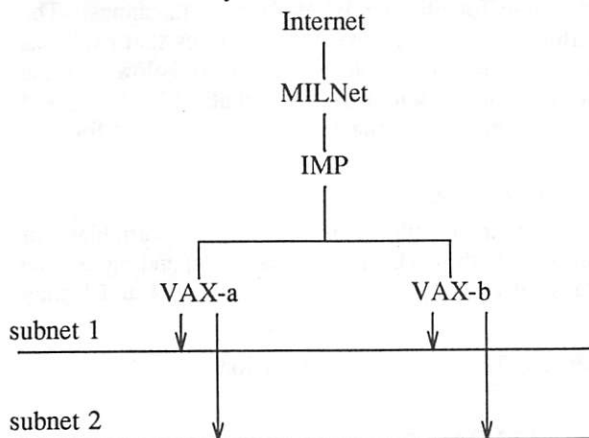 Internet
MILNet
IMP
VAX-a VAX-b
subnet 1
subnet 2